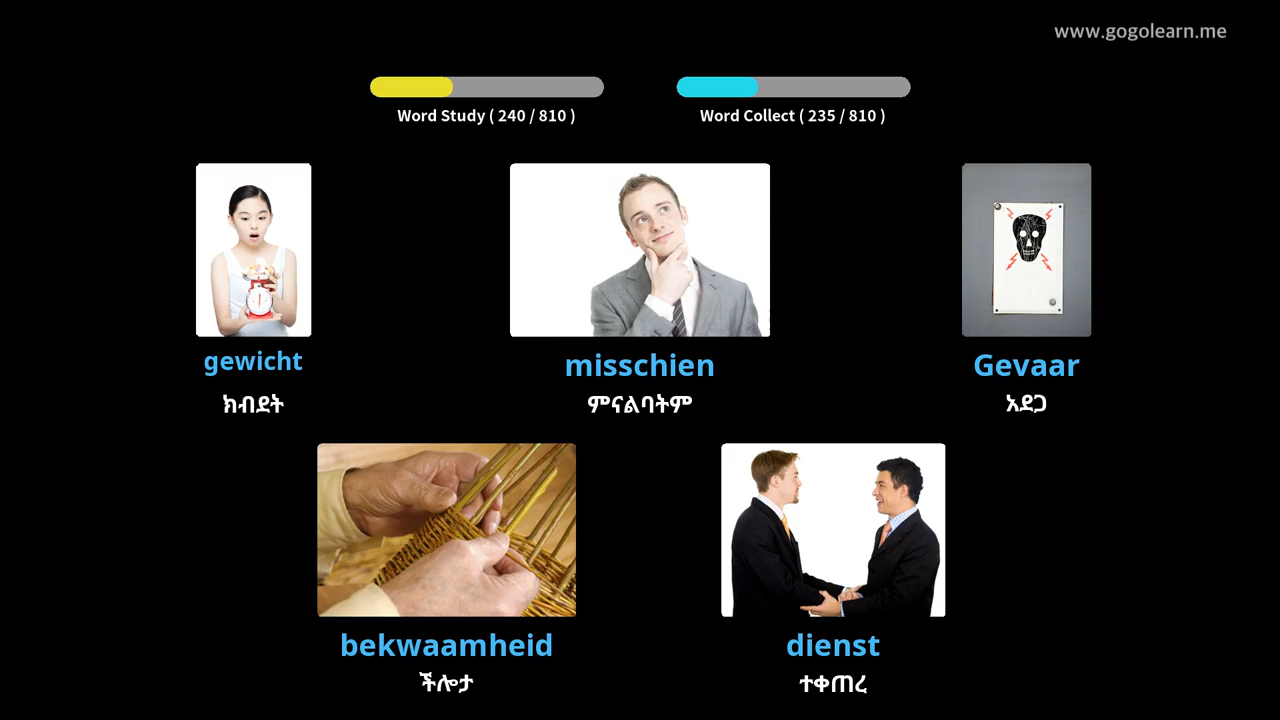 www.gogolearn.me
Word Study ( 240 / 810 )
Word Collect ( 235 / 810 )
gewicht
ክብደት
misschien
ምናልባትም
Gevaar
አደጋ
bekwaamheid
ችሎታ
dienst
ተቀጠረ